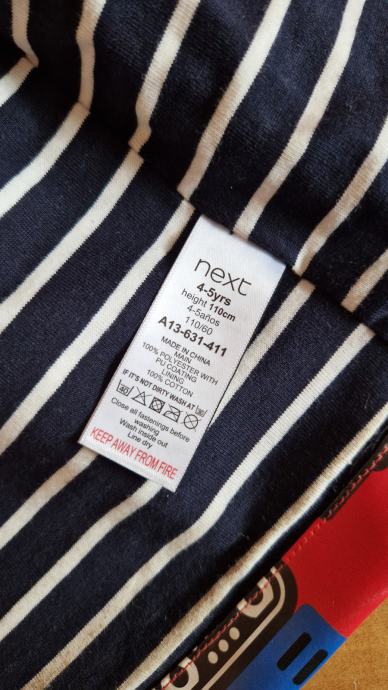 next
4-5yrs
height 110cm
4-5años
110/60
A13-631-411
MADE IN CHINA
MAIN
100% POLYESTER WITH
PU COATING
LINING
100% COTTON
IF IT'S NOT DIRTY WASH AT
Close all fastenings before
washing
Wash inside out
Line dry
KEEP AWAY FROM FIRE